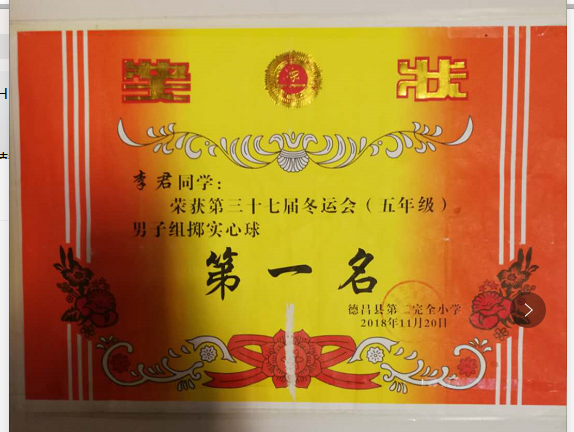 奖状
李君同学:
荣获第三十七届冬运会(五年级)
男子组掷实心球
第一名
德昌县第二完全小学
2018年11月20日